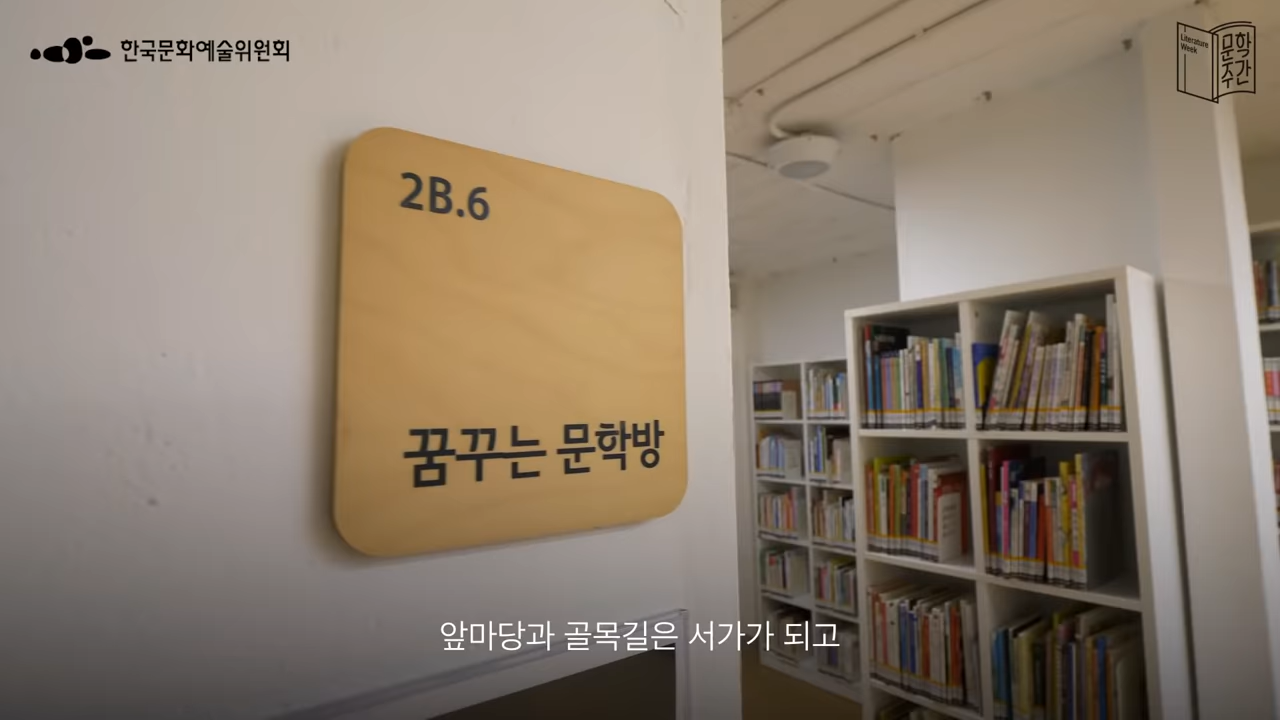 한국문화예술위원회
Literature
Week
문학
주간
2B.6
꿈꾸는 문학방
앞마당과 골목길은 서가가 되고